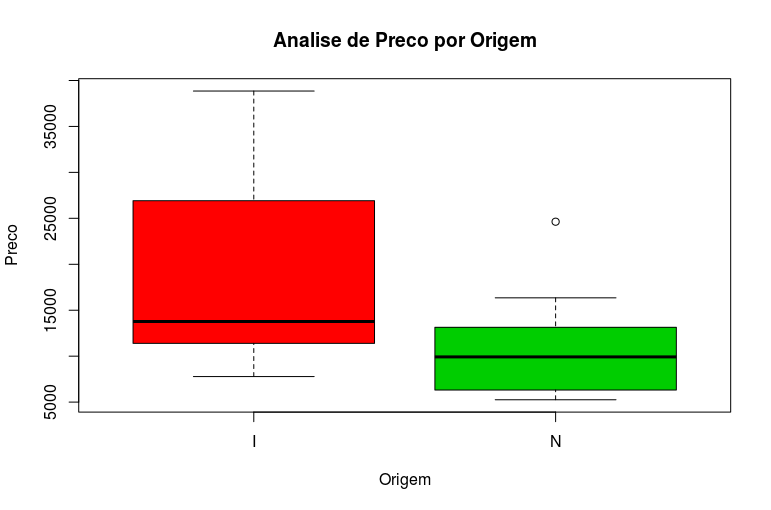 Analise de Preco por Origem
Preco
35000
25000
15000
5000
I N
Origem